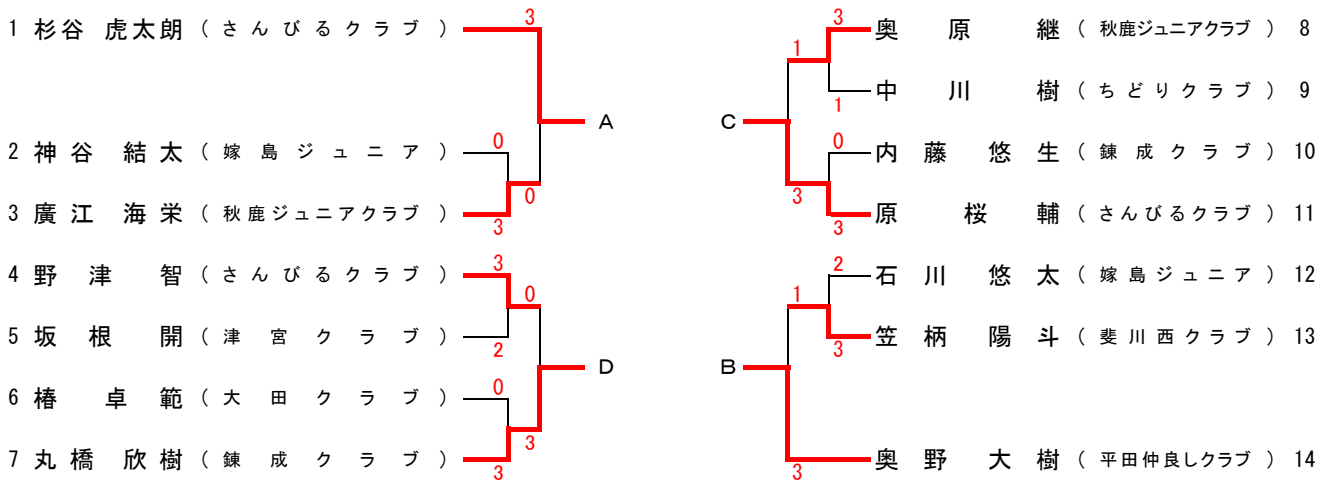 1 杉谷 虎太朗 ( さんびるクラブ ) 3
0
2 神谷 結太 ( 嫁島ジュニア ) 0
3 廣江 海栄 ( 秋鹿ジュニアクラブ ) 3
A
4 野津 智 ( さんびるクラブ ) 3
0
5 坂根 開 ( 津宮クラブ ) 2
D
6 椿 卓範 ( 大田クラブ ) 0
3
7 丸橋 欣樹 ( 錬成クラブ ) 3
3 奥原 継 ( 秋鹿ジュニアクラブ ) 8
1
1 中川 樹 ( ちどりクラブ ) 9
C
0 内藤 悠生 (錬成クラブ ) 10
3
3 原 桜輔 ( さんびるクラブ ) 11
2 石川 悠太 ( 嫁島ジュニア ) 12
1
3 笠柄 陽斗 ( 斐川西クラブ ) 13
B
3 奥野 大樹 ( 平田仲良しクラブ ) 14